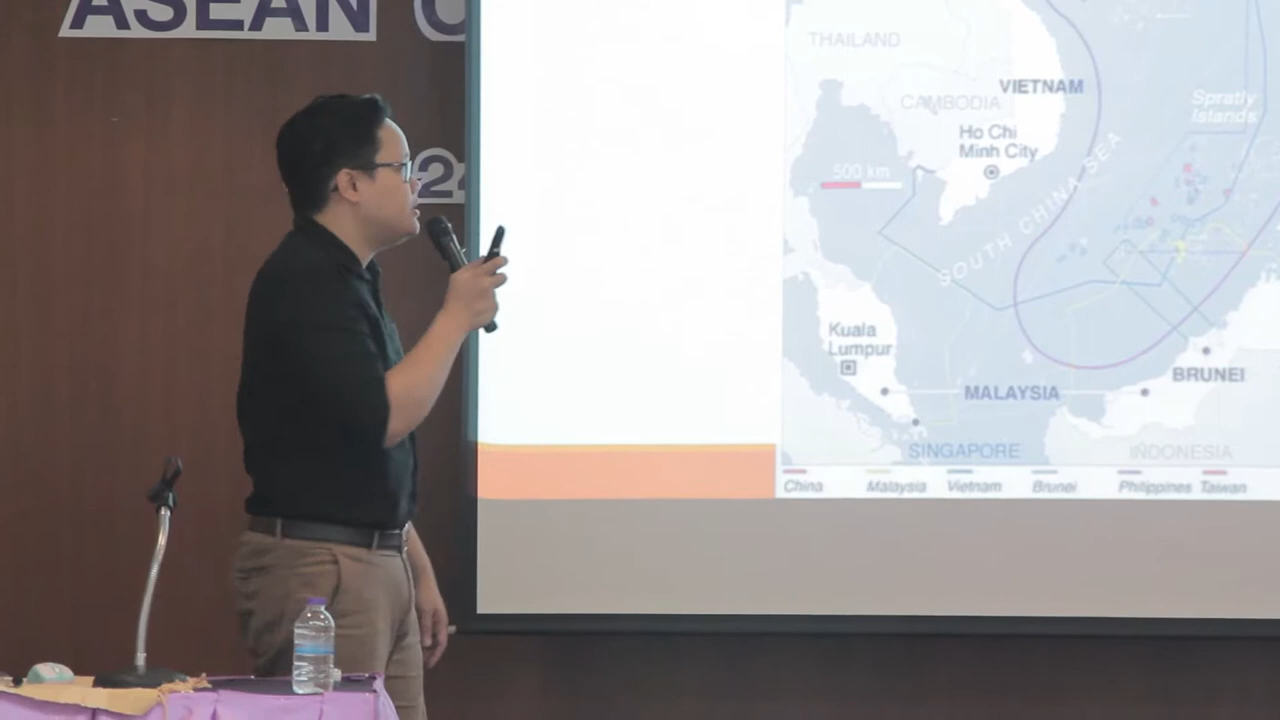 ASEAN
2
THAILAND
VIETNAM
CAMBODIA
Spratly
Islands
Ho Chi
Minh City
500 km
SOUTH CHINA SEA
Kuala
Lumpur
MALAYSIA
BRUNEI
SINGAPORE
INDONESIA
China Malaysia Vietnam Brunei Philippines Taiwan